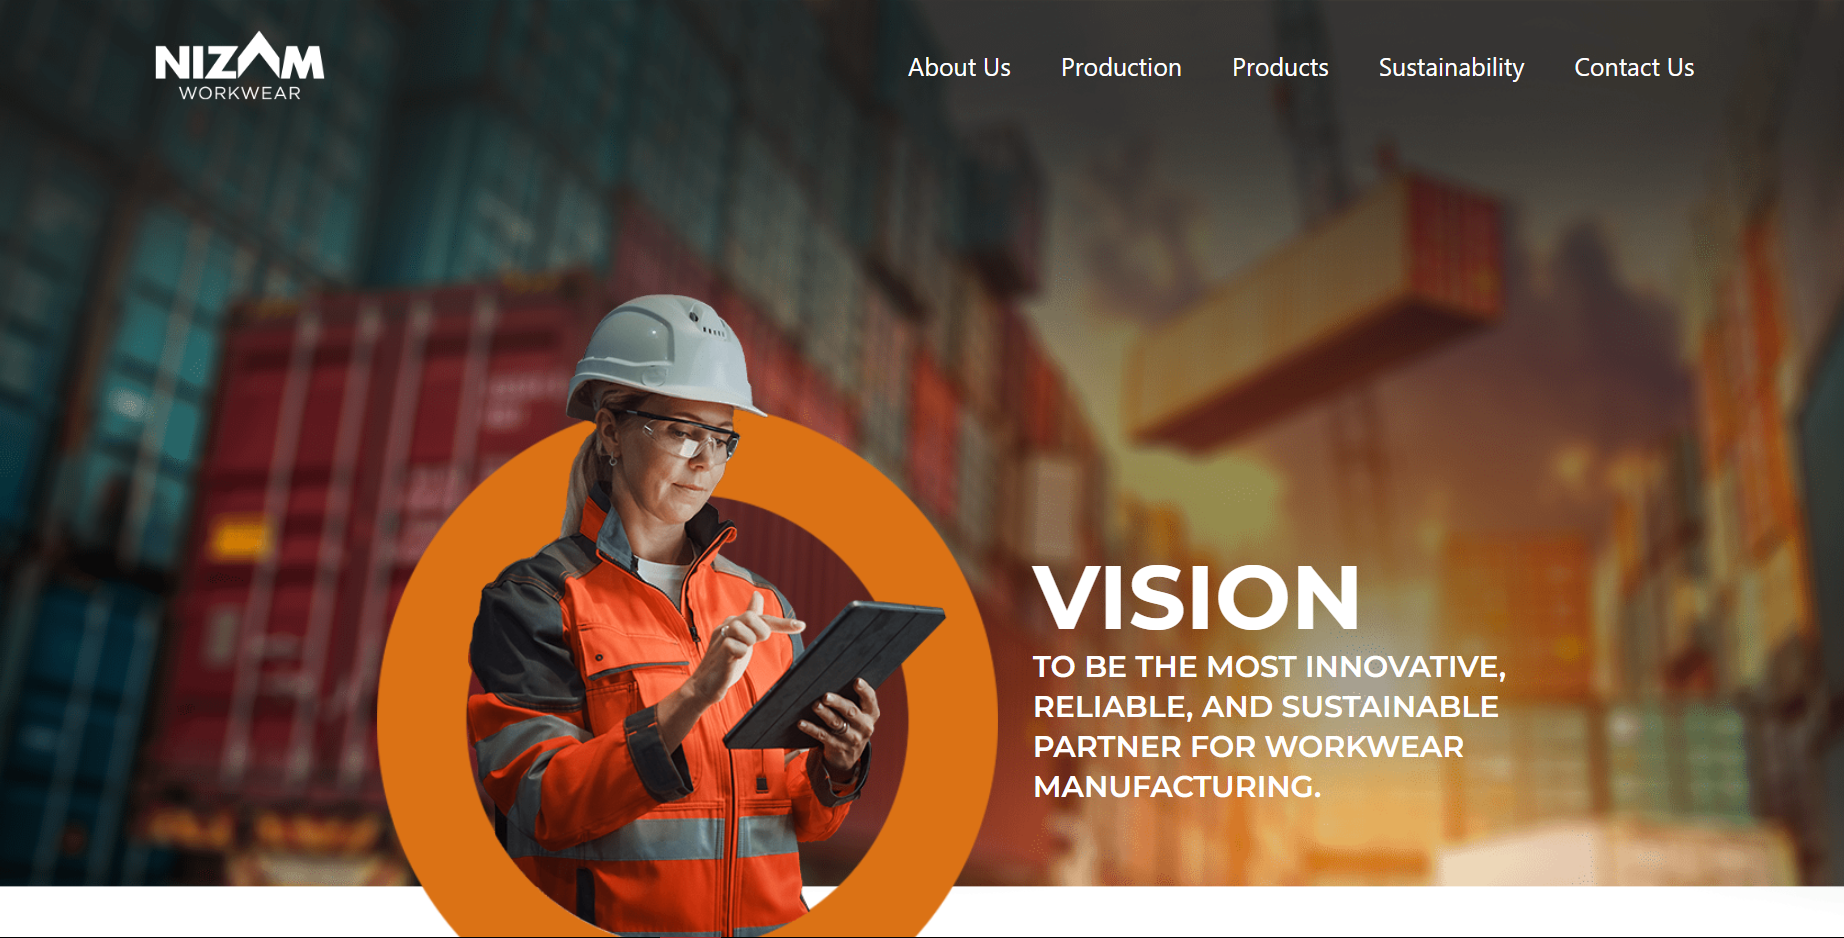 NIZAM
WORKWEAR
About Us
Production
Products
Sustainability
Contact Us
VISION
TO BE THE MOST INNOVATIVE,
RELIABLE, AND SUSTAINABLE
PARTNER FOR WORKWEAR
MANUFACTURING.